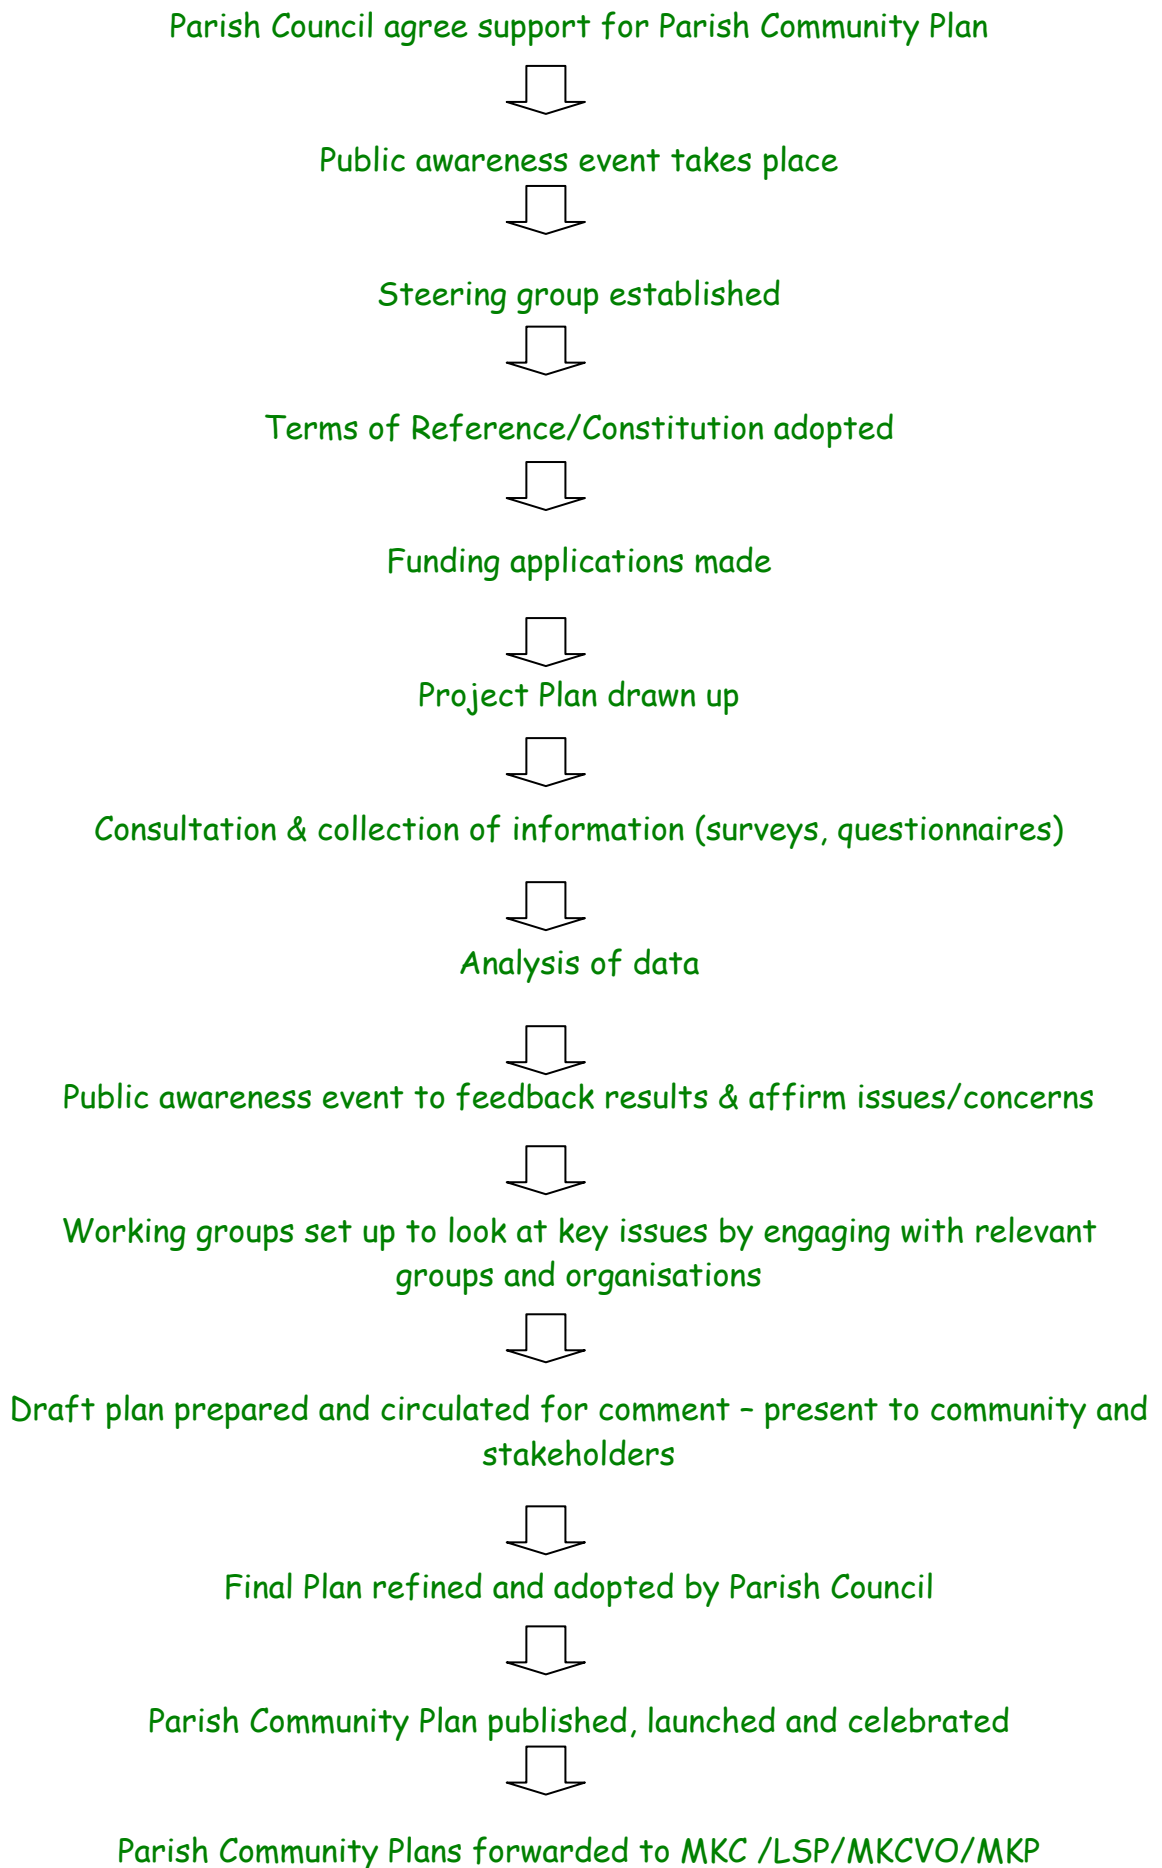 Parish Council agree support for Parish Community Plan
Public awareness event takes place
Steering group established
Terms of Reference/Constitution adopted
Funding applications made
Project Plan drawn up
Consultation & collection of information (surveys, questionnaires)
Analysis of data
Public awareness event to feedback results & affirm issues/concerns
Working groups set up to look at key issues by engaging with relevant
groups and organisations
Draft plan prepared and circulated for comment – present to community and
stakeholders
Final Plan refined and adopted by Parish Council
Parish Community Plan published, launched and celebrated
Parish Community Plans forwarded to MKC /LSP/MKCVO/MKP